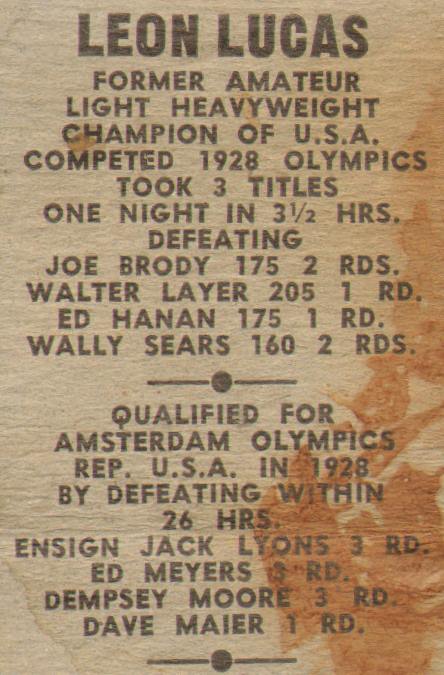 LEON LUCAS
FORMER AMATEUR
LIGHT HEAVYWEIGHT
CHAMPION OF U.S.A.
COMPETED 1928 OLYMPICS
TOOK 3 TITLES
ONE NIGHT IN 3½ HRS.
DEFEATING
JOE BRODY 175 2 RDS.
WALTER LAYER 205 1 RD.
ED HANAN 175 1 RD.
WALLY SEARS 160 2 RDS.
QUALIFIED FOR
AMSTERDAM OLYMPICS
REP. U.S.A. IN 1928
BY DEFEATING WITHIN
26 HRS.
ENSIGN JACK LYONS 3 RD.
ED MEYERS 3 RD.
DEMPSEY MOORE 3 RD.
DAVE MAIER 1 RD.